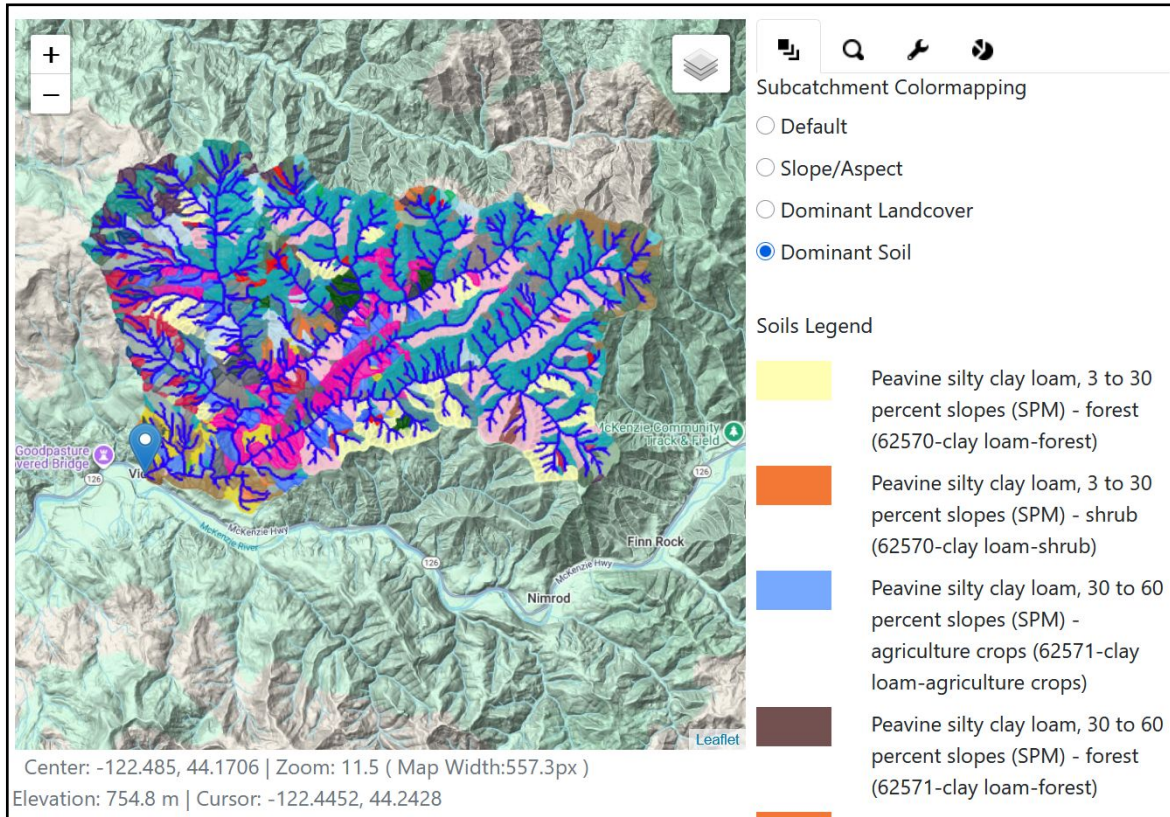 +
−
Goodpasture
vered Bridge
126
McKenzie Hwy
McKenzie River
126
Nimrod
McKenzie Hwy
Finn Rock
126
McKenzie Community
Track & Field
Leaflet
Center: -122.485, 44.1706 | Zoom: 11.5 ( Map Width:557.3px )
Elevation: 754.8 m | Cursor: -122.4452, 44.2428
Subcatchment Colormapping
Default
Slope/Aspect
Dominant Landcover
Dominant Soil
Soils Legend
Peavine silty clay loam, 3 to 30
percent slopes (SPM) - forest
(62570-clay loam-forest)
Peavine silty clay loam, 3 to 30
percent slopes (SPM) - shrub
(62570-clay loam-shrub)
Peavine silty clay loam, 30 to 60
percent slopes (SPM) -
agriculture crops (62571-clay
loam-agriculture crops)
Peavine silty clay loam, 30 to 60
percent slopes (SPM) - forest
(62571-clay loam-forest)